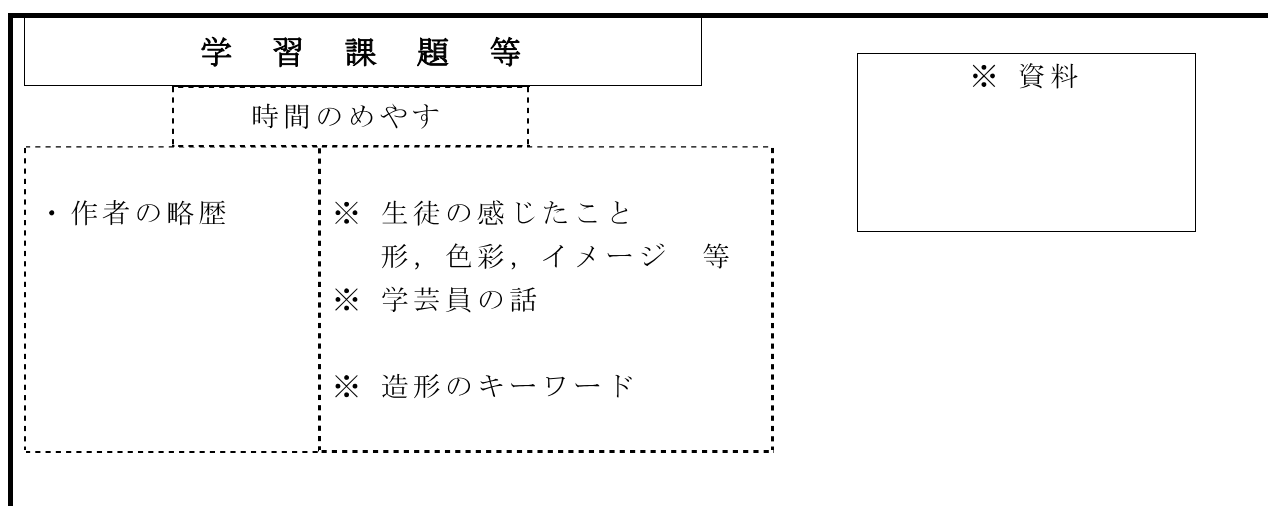 学習課題等
時間のめやす
・作者の略歴
※ 生徒の感じたこと
形，色彩，イメージ　等
※ 学芸員の話
※ 造形のキーワード
※ 資料